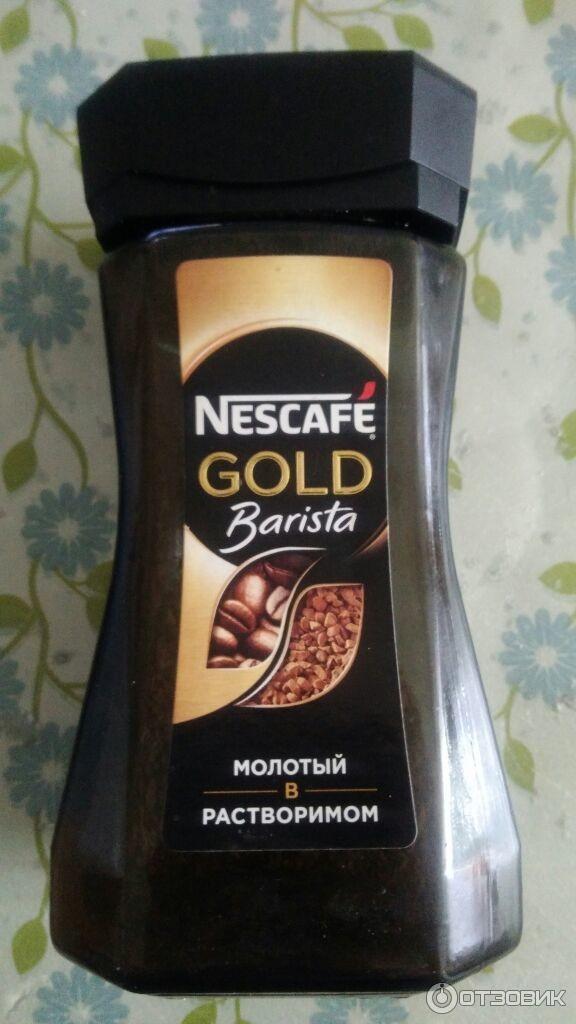 NESCAFÉ
GOLD
Barista
МОЛОТЫЙ
В
РАСТВОРИМОМ
ОТЗОВИК